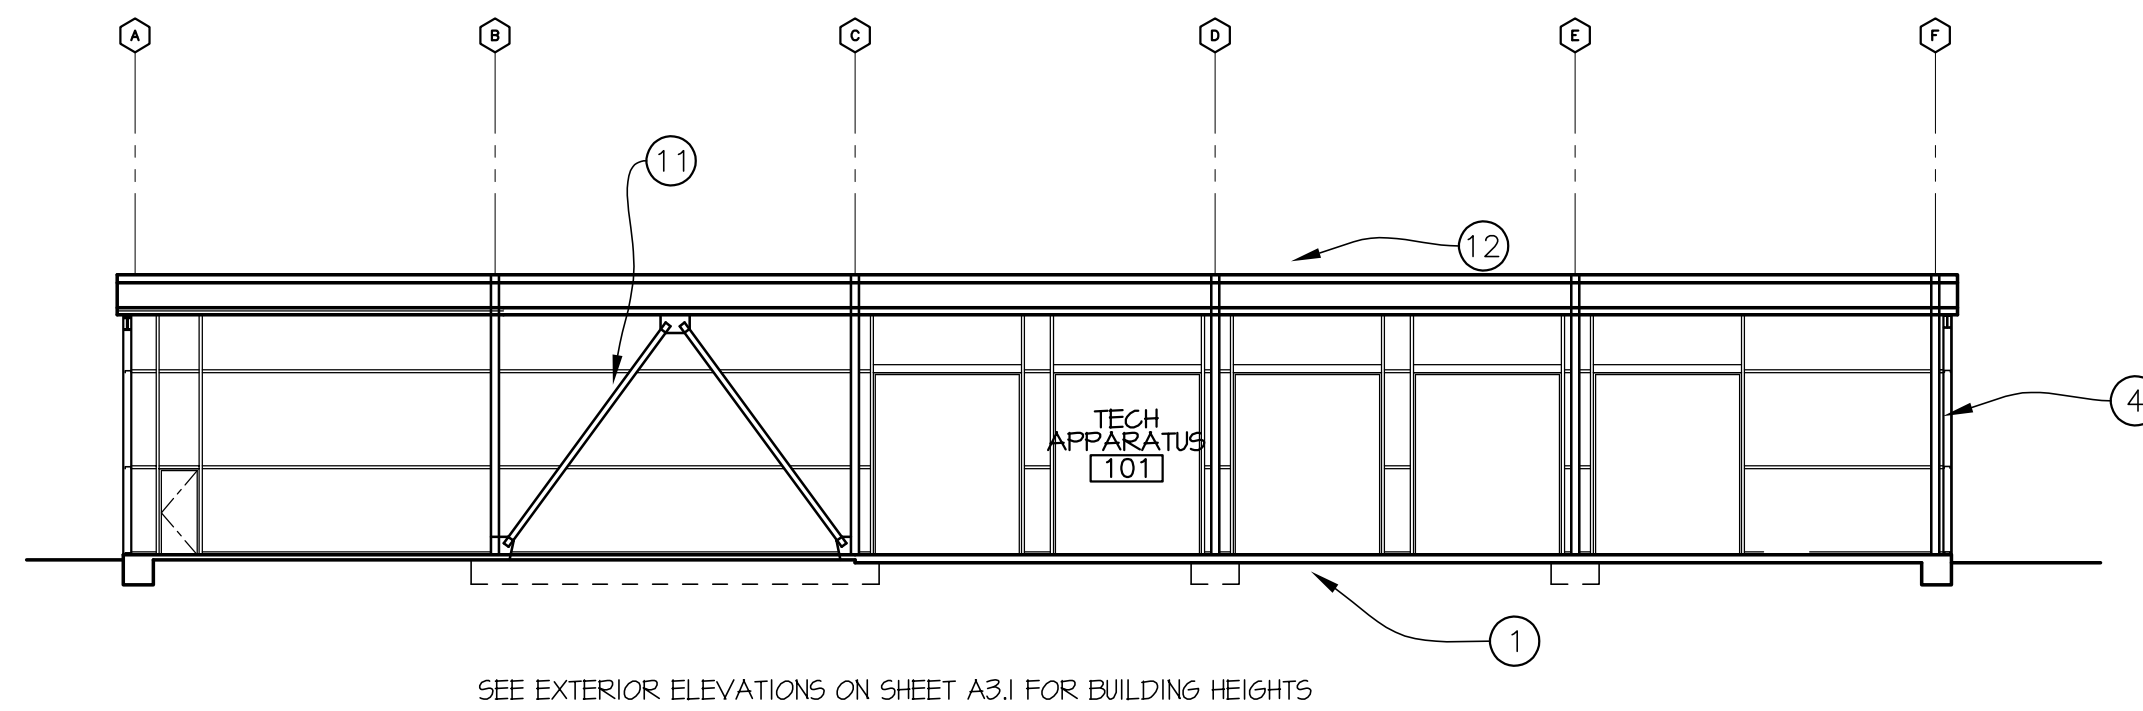 A B C D E F
11
12
4
TECH
APPARATUS
101
1
SEE EXTERIOR ELEVATIONS ON SHEET A3.1 FOR BUILDING HEIGHTS